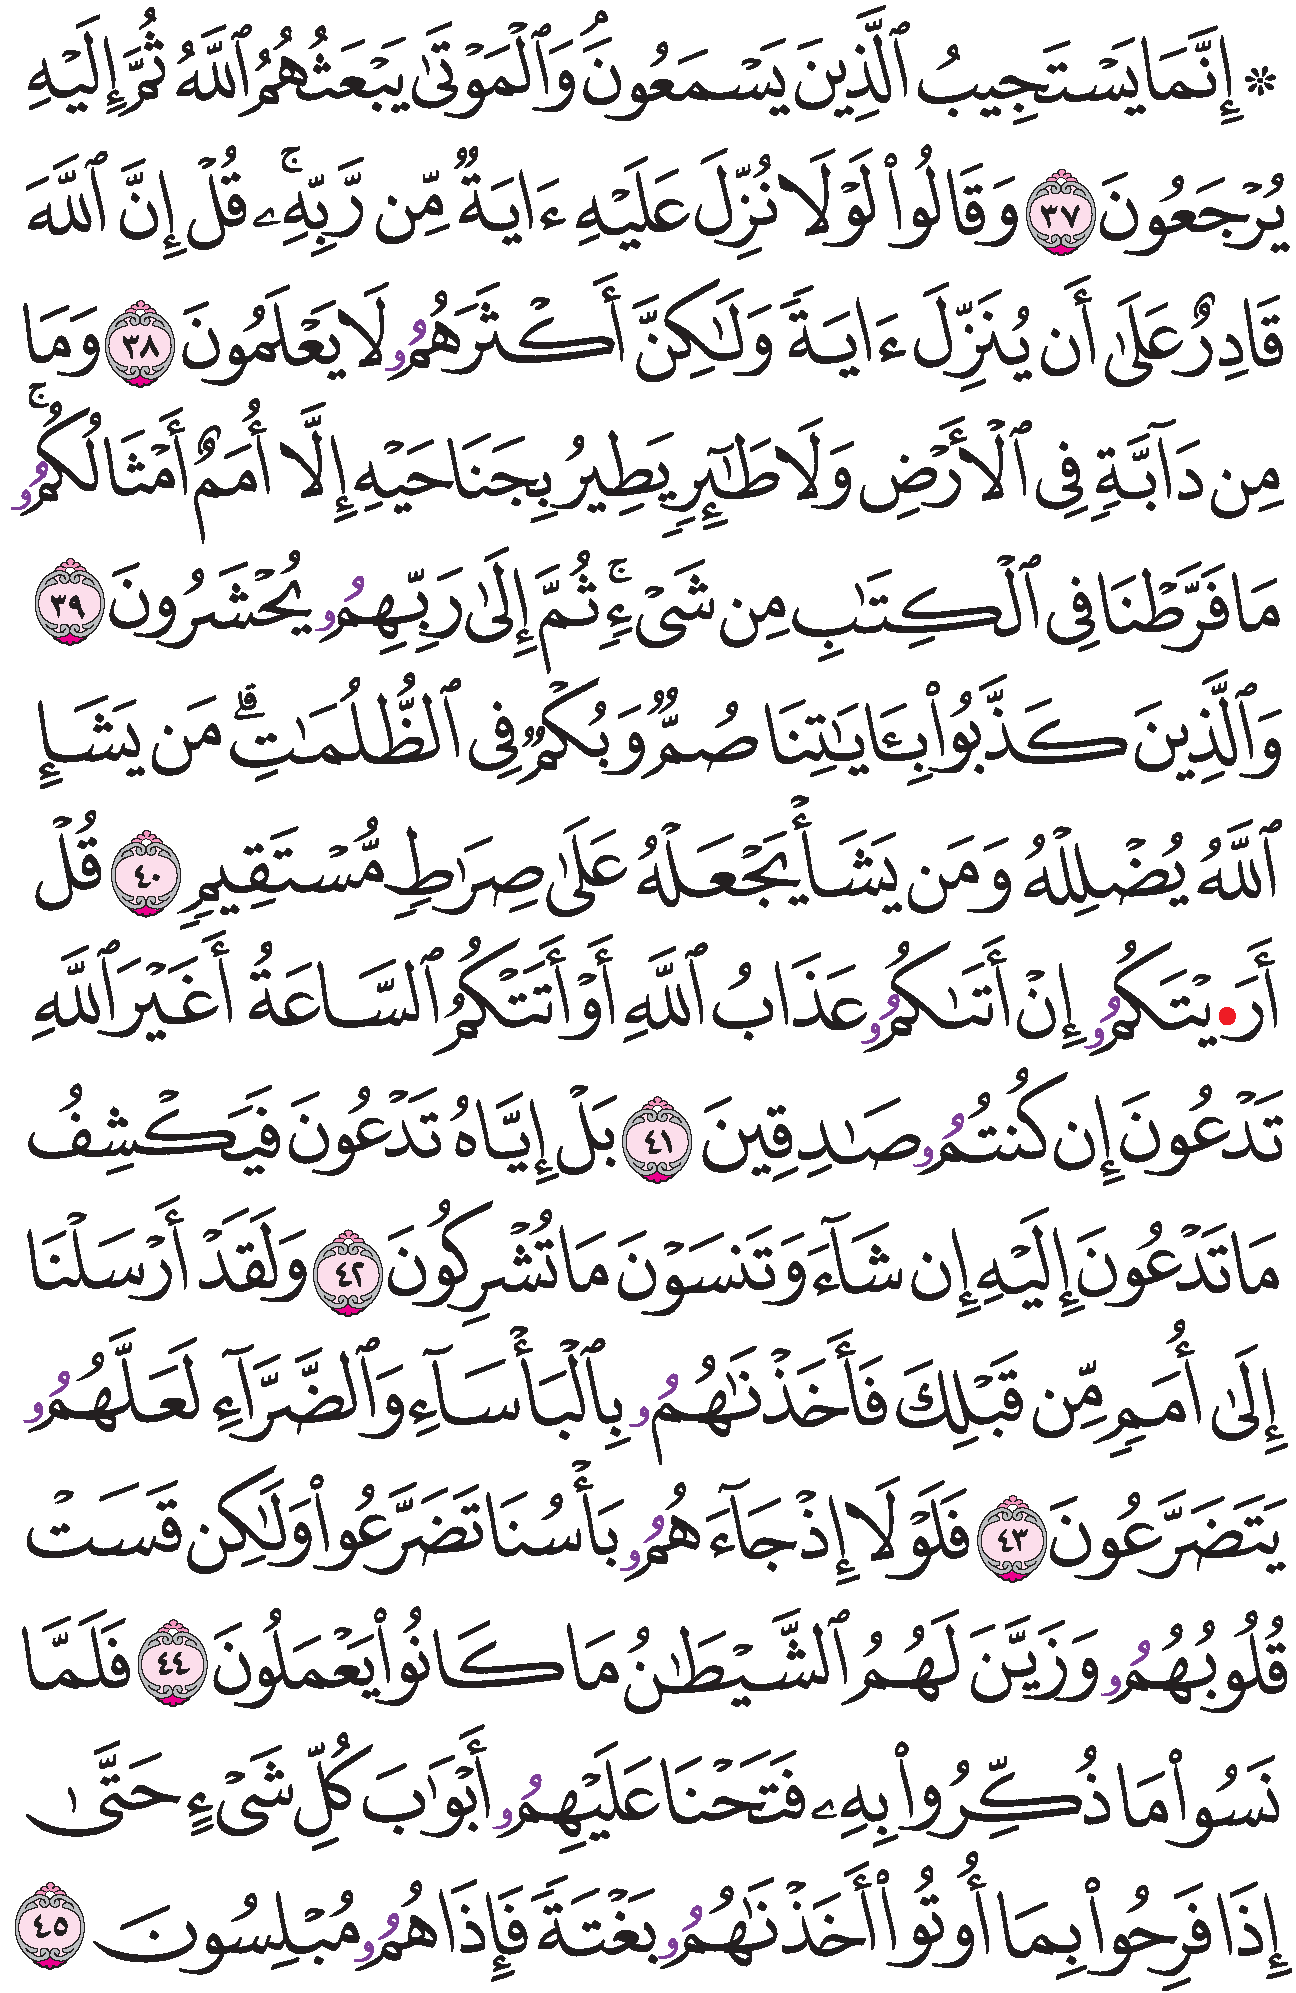 ۞ إِنَّمَا يَسْتَجِيبُ ٱلَّذِينَ يَسْمَعُونَۘ وَٱلْمَوْتَىٰ يَبْعَثُهُمُ ٱللَّهُ ثُمَّ إِلَيْهِ
يُرْجَعُونَ ٣٧ وَقَالُوا۟ لَوْلَا نُزِّلَ عَلَيْهِ ءَايَةٌ مِّن رَّبِّهِۦۚ قُلْ إِنَّ ٱللَّهَ
قَادِرٌ عَلَىٰ أَن يُنَزِّلَ ءَايَةً وَلَٰكِنَّ أَكْثَرَهُمُۥ لَا يَعْلَمُونَ ٣٨ وَمَا
مِن دَآبَّةٍ فِى ٱلْأَرْضِ وَلَا طَٰٓئِرٍ يَطِيرُ بِجَنَاحَيْهِ إِلَّا أُمَمٌ أَمْثَالُكُمُۥۚ
مَا فَرَّطْنَا فِى ٱلْكِتَٰبِ مِن شَىْءٍۚ ثُمَّ إِلَىٰ رَبِّهِمُۥ يُحْشَرُونَ ٣٩
وَٱلَّذِينَ كَذَّبُوا۟ بِـَٔايَٰتِنَا صُمٌّ وَبُكْمٌ فِى ٱلظُّلُمَٰتِۗ مَن يَشَإِ
ٱللَّهُ يُضْلِلْهُ وَمَن يَشَأْ يَجْعَلْهُ عَلَىٰ صِرَٰطٍ مُّسْتَقِيمٍ ٤٠ قُلْ
أَرَ•يْتَكُمُۥ إِنْ أَتَىٰكُمُۥ عَذَابُ ٱللَّهِ أَوْ أَتَتْكُمُ ٱلسَّاعَةُ أَغَيْرَ ٱللَّهِ
تَدْعُونَ إِن كُنتُمُۥ صَٰدِقِينَ ٤١ بَلْ إِيَّاهُ تَدْعُونَ فَيَكْشِفُ
مَا تَدْعُونَ إِلَيْهِ إِن شَآءَ وَتَنسَوْنَ مَا تُشْرِكُونَ ٤٢ وَلَقَدْ أَرْسَلْنَا
إِلَىٰ أُمَمٍ مِّن قَبْلِكَ فَأَخَذْنَٰهُمُۥ بِٱلْبَأْسَآءِ وَٱلضَّرَّآءِ لَعَلَّهُمُۥ
يَتَضَرَّعُونَ ٤٣ فَلَوْلَا إِذْ جَآءَهُمُۥ بَأْسُنَا تَضَرَّعُوا۟ وَلَٰكِن قَسَتْ
قُلُوبُهُمُۥ وَزَيَّنَ لَهُمُ ٱلشَّيْطَٰنُ مَا كَانُوا۟ يَعْمَلُونَ ٤٤ فَلَمَّا
نَسُوا۟ مَا ذُكِّرُوا۟ بِهِۦ فَتَحْنَا عَلَيْهِمُۥ أَبْوَٰبَ كُلِّ شَىْءٍ حَتَّىٰ
إِذَا فَرِحُوا۟ بِمَا أُوتُوا۟ أَخَذْنَٰهُمُۥ بَغْتَةً فَإِذَا هُمُۥ مُبْلِسُونَ ٤٥